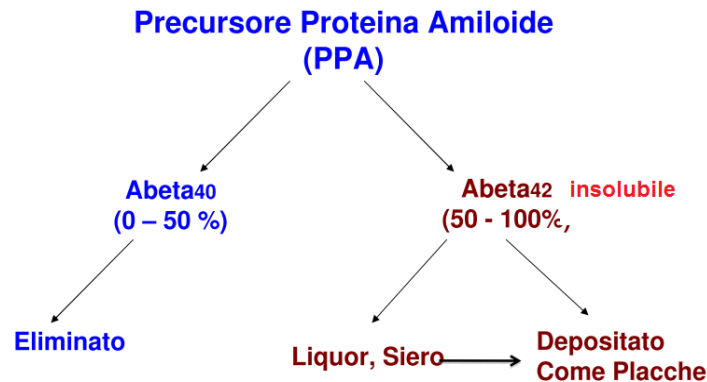 Precursore Proteina Amiloide
(PPA)
Abeta40
(0 – 50 %)
Abeta42 insolubile
(50 - 100%,
Eliminato
Liquor, Siero
Depositato
Come Placche